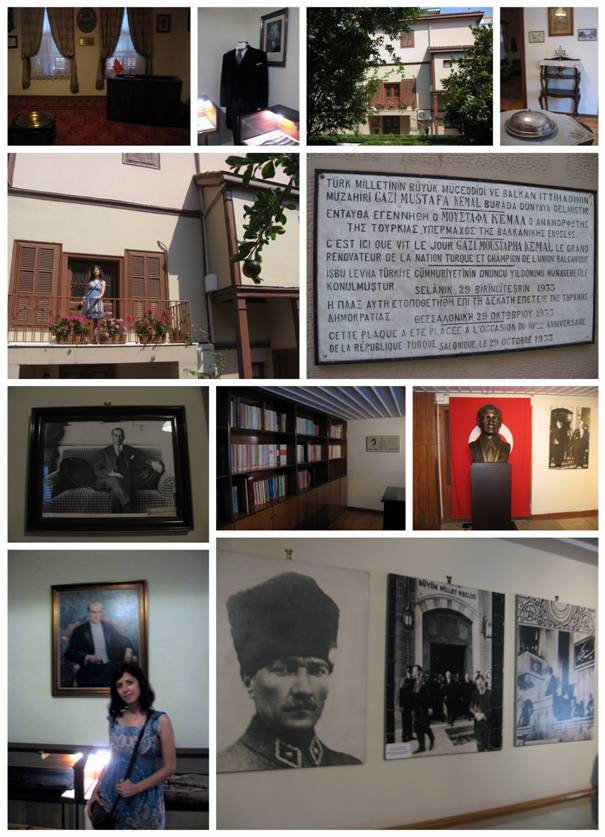 TÜRK MİLLETİNİN BÜYÜK MÜCEDDİDİ VE BALKAN İTTİHADININ
MÜZAHİRİ GAZİ MUSTAFA KEMAL BURADA DÜNYAYA GELMİŞTİR.
ΕΝΤΑΥΘΑ ΕΓΕΝΝΗΘΗ Ο ΜΟΥΣΤΑΦΑ ΚΕΜΑΛ Ο ΑΝΑΜΟΡΦΩΤΗΣ
ΤΗΣ ΤΟΥΡΚΙΑΣ, ΥΠΕΡΜΑΧΟΣ ΤΗΣ ΒΑΛΚΑΝΙΚΗΣ ΕΝΩΣΕΩΣ.
C'EST ICI QUE VIT LE JOUR GAZI MOUSTAPHA KEMAL LE GRAND
RENOVATEUR DE LA NATION TURQUE ET CHAMPION DE L'UNION BALCANIQUE
İŞBU LEVHA TÜRKİYE CÜMHURİYETİNİN ONUNCU YILDÖNÜMÜ MÜNASEBETİLE
KONULMUŞTUR. SELANİK, 29. BİRİNCİTEŞRİN 1933
Η ΠΛΑΞ ΑΥΤΗ ΕΤΟΠΟΘΕΤΗΘΗ ΕΠΙ ΤΗ ΔΕΚΑΤΗ ΕΠΕΤΕΙΩ ΤΗΣ ΤΟΥΡΚΙΚΗΣ
ΔΗΜΟΚΡΑΤΙΑΣ. ΘΕΣΣΑΛΟΝΙΚΗ 29 ΟΚΤΩΒΡΙΟΥ 1933
CETTE PLAQUE A ETÉ PLACÉE A L'OCCASION DU 10ME ANNIVERSAIRE
DE LA RÉPUBLIQUE TURQUE. SALONIQUE, LE 29 OCTOBRE 1933
BÜYÜK MİLLET MECLİSİ